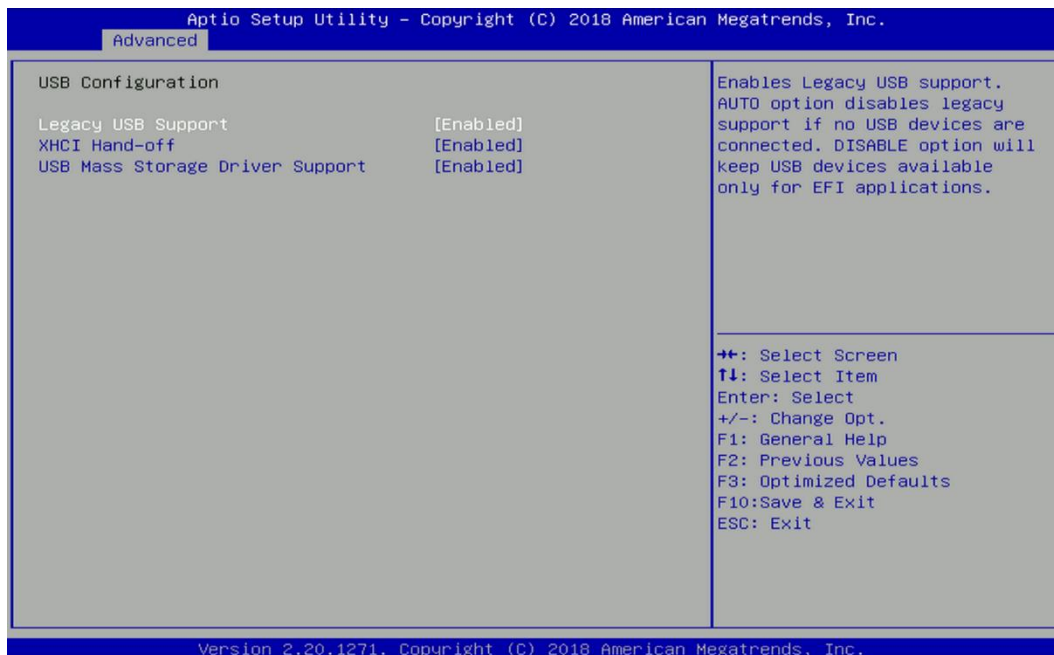 Aptio Setup Utility – Copyright (C) 2018 American Megatrends, Inc.
Advanced
USB Configuration
Legacy USB Support [Enabled]
XHCI Hand-off [Enabled]
USB Mass Storage Driver Support [Enabled]
Enables Legacy USB support.
AUTO option disables legacy
support if no USB devices are
connected. DISABLE option will
keep USB devices available
only for EFI applications.
→←: Select Screen
↑↓: Select Item
Enter: Select
+/-: Change Opt.
F1: General Help
F2: Previous Values
F3: Optimized Defaults
F10:Save & Exit
ESC: Exit
Version 2.20.1271. Copyright (C) 2018 American Megatrends, Inc.